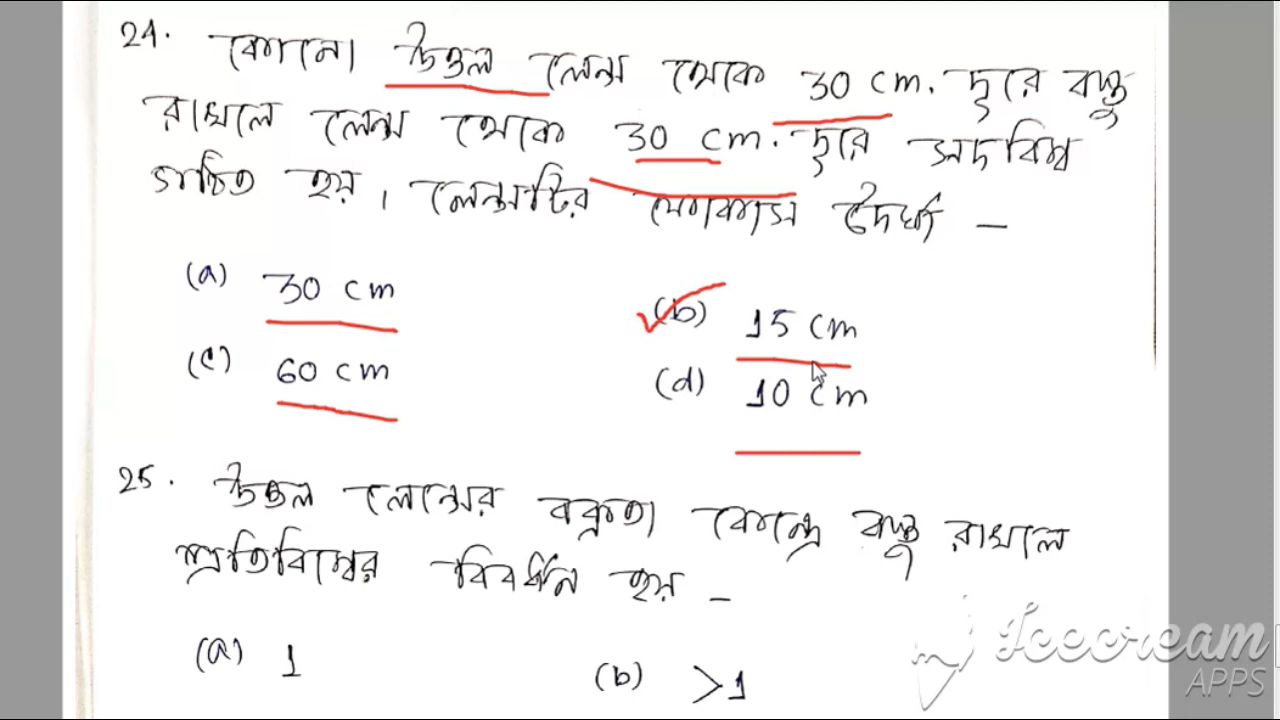 24. কোনো উত্তল লেন্স থেকে 30 cm. দূরে বস্তু
রাখলে লেন্স থেকে 30 cm. দূরে সদবিম্ব
গঠিত হয়। লেন্সটির ফোকাস দৈর্ঘ্য –
(a) 30 cm
(b) 15 cm
(c) 60 cm
(d) 10 cm
25. উত্তল লেন্সের বক্রতা কেন্দ্রে বস্তু রাখলে
প্রতিবিম্বের বিবর্ধন হয় –
(a) 1
(b) >1
Icecream
APPS